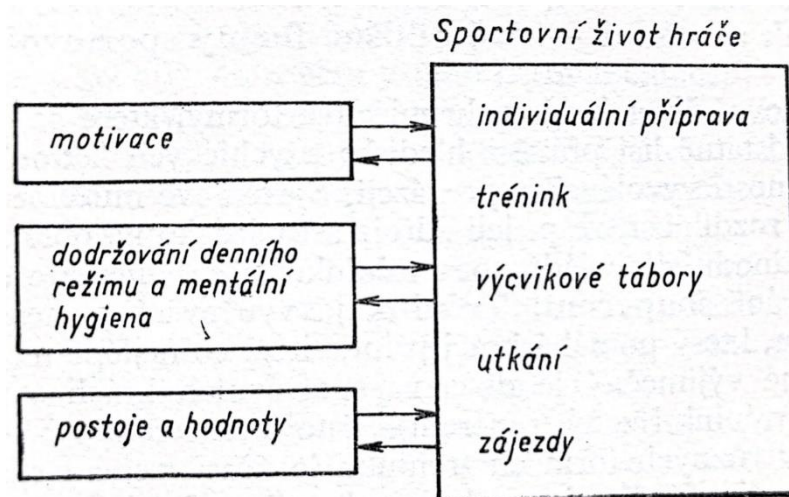 Sportovní život hráče
motivace
dodržování denního
režimu a mentální
hygiena
postoje a hodnoty
individuální příprava
trénink
výcvikové tábory
utkání
zájezdy